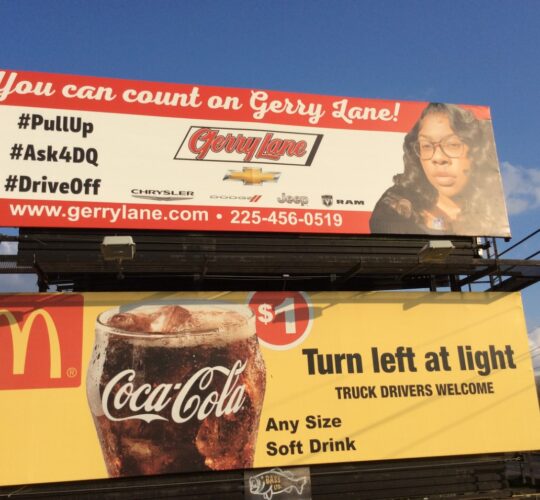 You can count on Gerry Lane!
#PullUp
#Ask4DQ
#DriveOff
Gerry Lane
CHRYSLER DODGE Jeep RAM
www.gerrylane.com • 225-456-0519
M®
$1
Coca-Cola
Turn left at light
TRUCK DRIVERS WELCOME
Any Size
Soft Drink
BASS